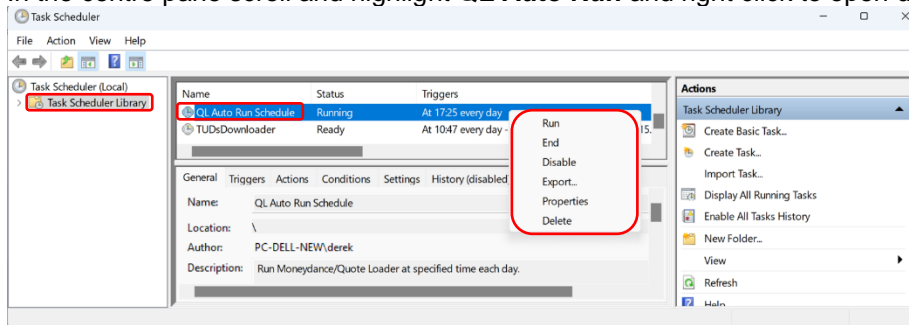 Task Scheduler
File Action View Help
Task Scheduler (Local)
Task Scheduler Library
Name Status Triggers
QL Auto Run Schedule Running At 17:25 every day
TUDsDownloader Ready At 10:47 every day - 15.
Run
End
Disable
Export...
Properties
Delete
General Triggers Actions Conditions Settings History (disabled)
Name: QL Auto Run Schedule
Location: \
Author: PC-DELL-NEW\derek
Description: Run Moneydance/Quote Loader at specified time each day.
Actions
Task Scheduler Library
Create Basic Task...
Create Task...
Import Task...
Display All Running Tasks
Enable All Tasks History
New Folder...
View
Refresh
Help